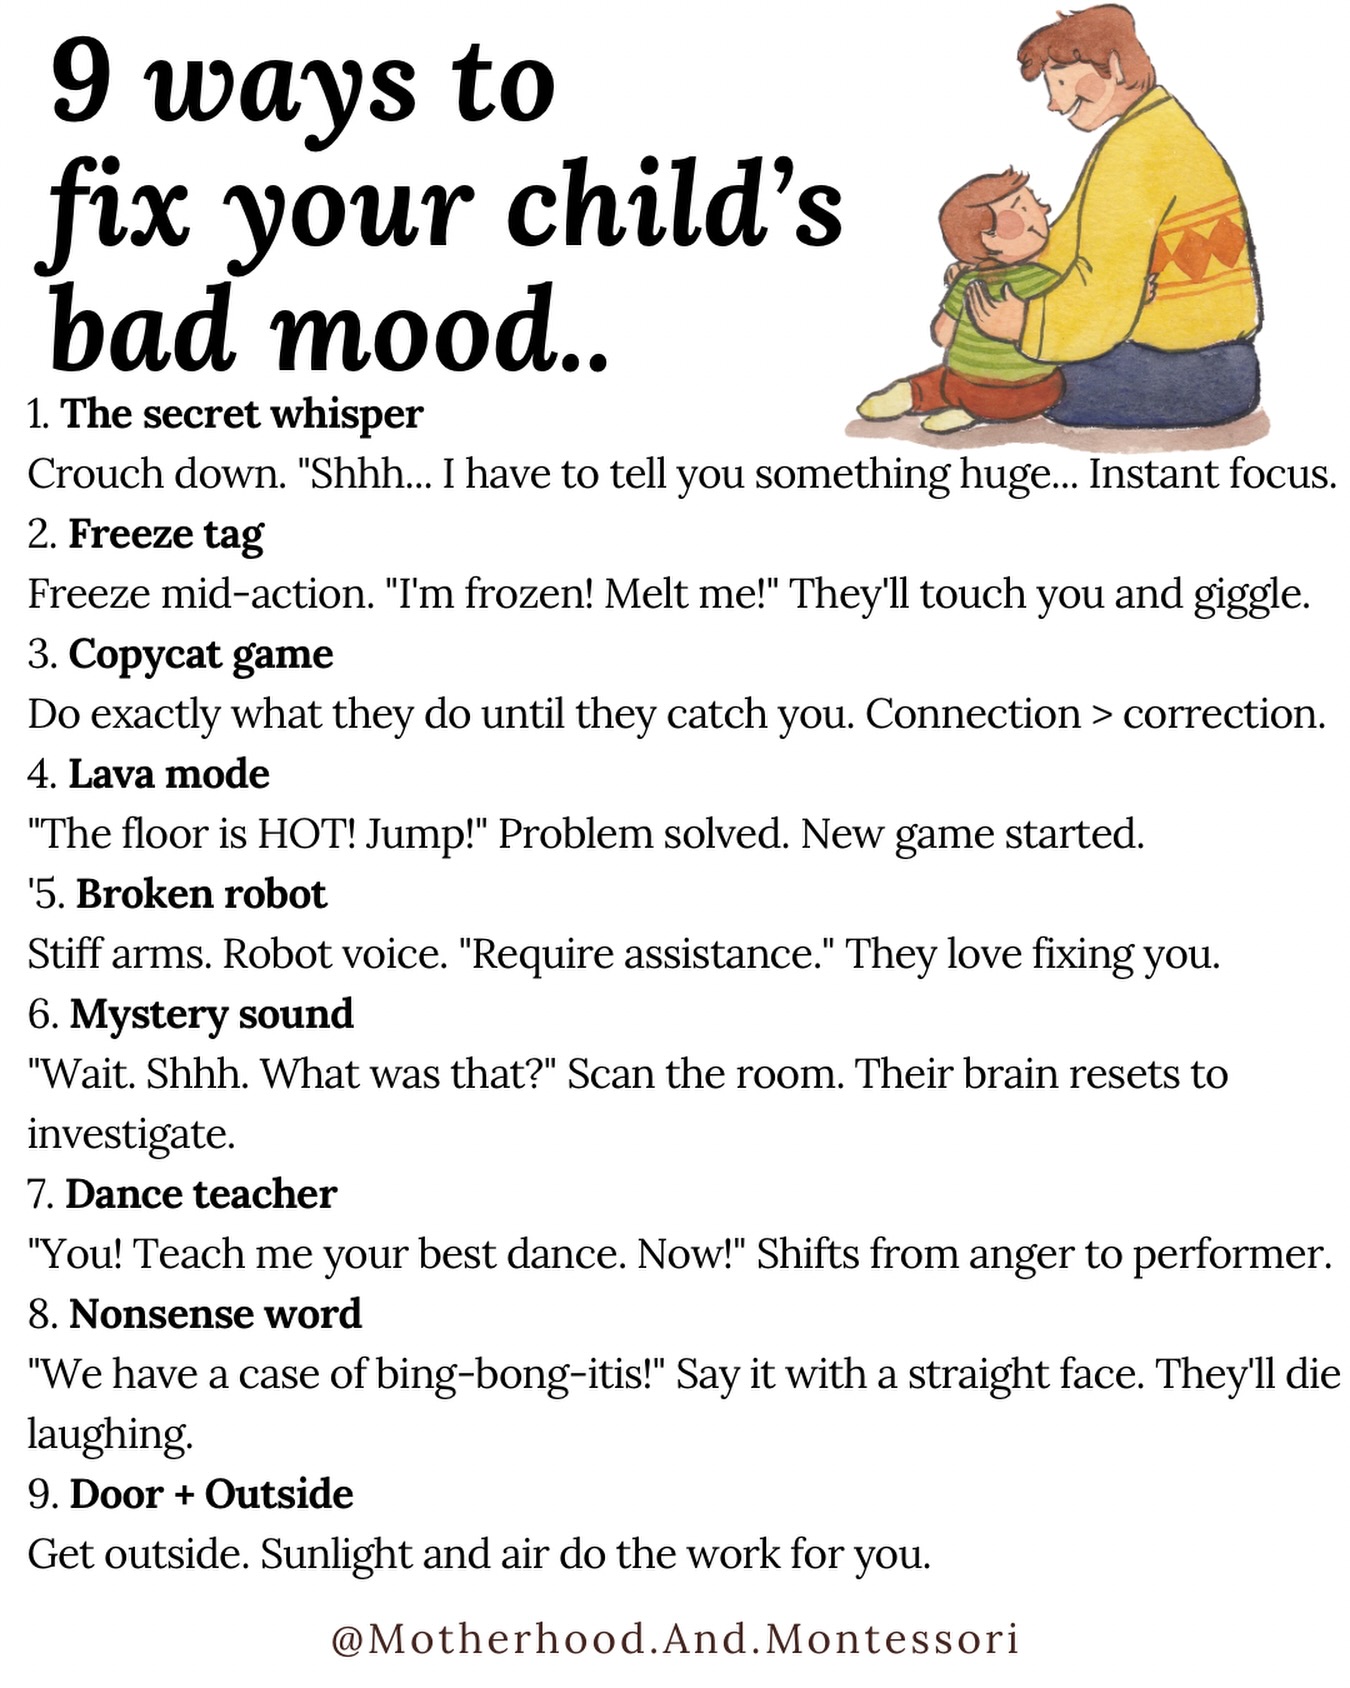 9 ways to
fix your child’s
bad mood..
1. The secret whisper
Crouch down. "Shhh... I have to tell you something huge... Instant focus.
2. Freeze tag
Freeze mid-action. "I'm frozen! Melt me!" They'll touch you and giggle.
3. Copycat game
Do exactly what they do until they catch you. Connection > correction.
4. Lava mode
"The floor is HOT! Jump!" Problem solved. New game started.
'5. Broken robot
Stiff arms. Robot voice. "Require assistance." They love fixing you.
6. Mystery sound
"Wait. Shhh. What was that?" Scan the room. Their brain resets to
investigate.
7. Dance teacher
"You! Teach me your best dance. Now!" Shifts from anger to performer.
8. Nonsense word
"We have a case of bing-bong-itis!" Say it with a straight face. They'll die
laughing.
9. Door + Outside
Get outside. Sunlight and air do the work for you.
@Motherhood.And.Montessori